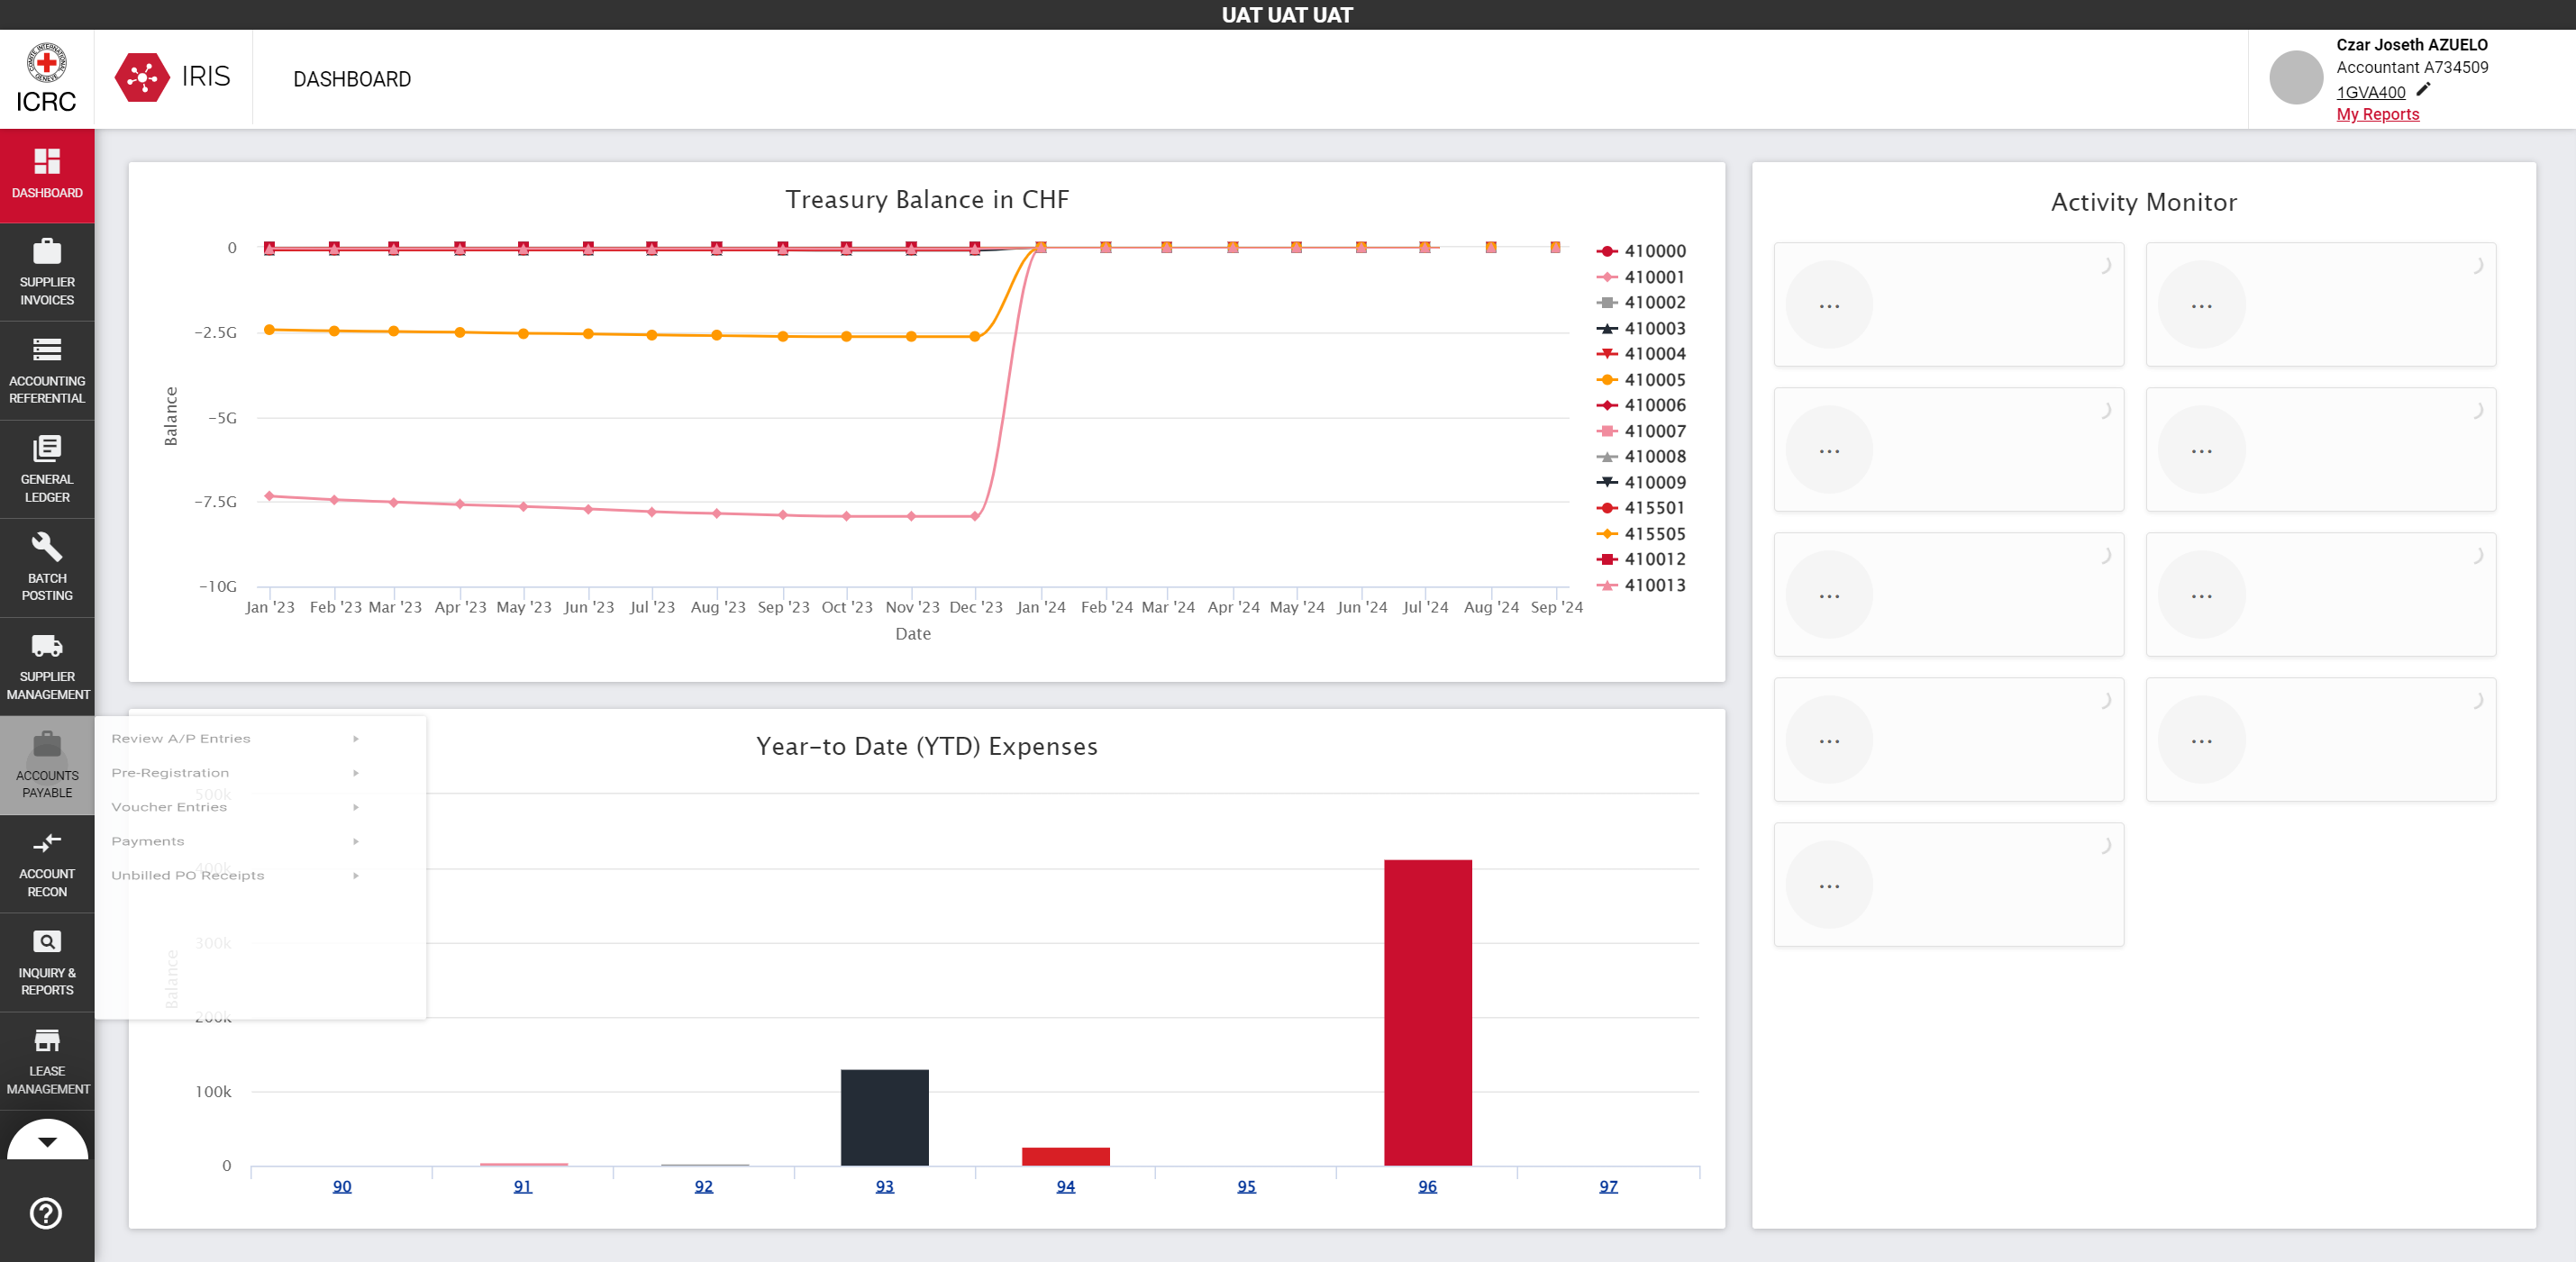 UAT UAT UAT
ICRC
IRIS
DASHBOARD
Czar Joseth AZUELO
Accountant A734509
1GVA400
My Reports
DASHBOARD
SUPPLIER
INVOICES
ACCOUNTING
REFERENTIAL
GENERAL
LEDGER
BATCH
POSTING
SUPPLIER
MANAGEMENT
ACCOUNTS
PAYABLE
ACCOUNT
RECON
INQUIRY &
REPORTS
LEASE
MANAGEMENT
Review A/P Entries
Pre-Registration
Voucher Entries
Payments
Unbilled PO Receipts
Treasury Balance in CHF
Balance
0
−2.5G
−5G
−7.5G
−10G
Jan '23 Feb '23 Mar '23 Apr '23 May '23 Jun '23 Jul '23 Aug '23 Sep '23 Oct '23 Nov '23 Dec '23 Jan '24 Feb '24 Mar '24 Apr '24 May '24 Jun '24 Jul '24 Aug '24 Sep '24
Date
410000
410001
410002
410003
410004
410005
410006
410007
410008
410009
415501
415505
410012
410013
Year−to Date (YTD) Expenses
Balance
500k
400k
300k
200k
100k
0
90 91 92 93 94 95 96 97
Activity Monitor
... ...
... ...
... ...
... ...
...